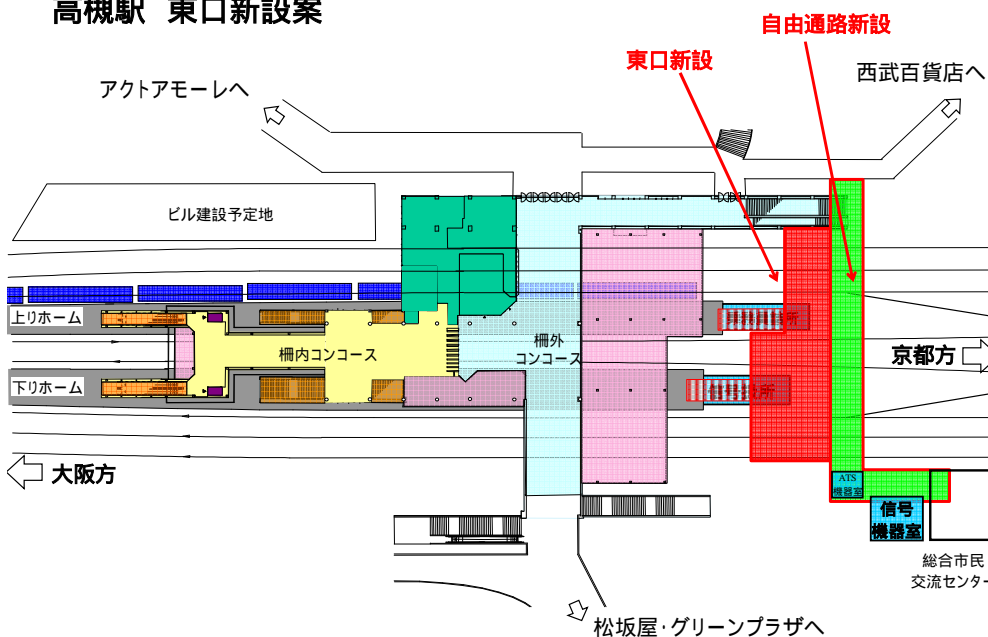 高槻駅 東口新設案
自由通路新設
東口新設
西武百貨店へ
アクトアモーレへ
ビル建設予定地
上りホーム
柵内コンコース
柵外
コンコース
京都方
下りホーム
大阪方
ATS
機器室
信号
機器室
総合市民
交流センター
松坂屋・グリーンプラザへ